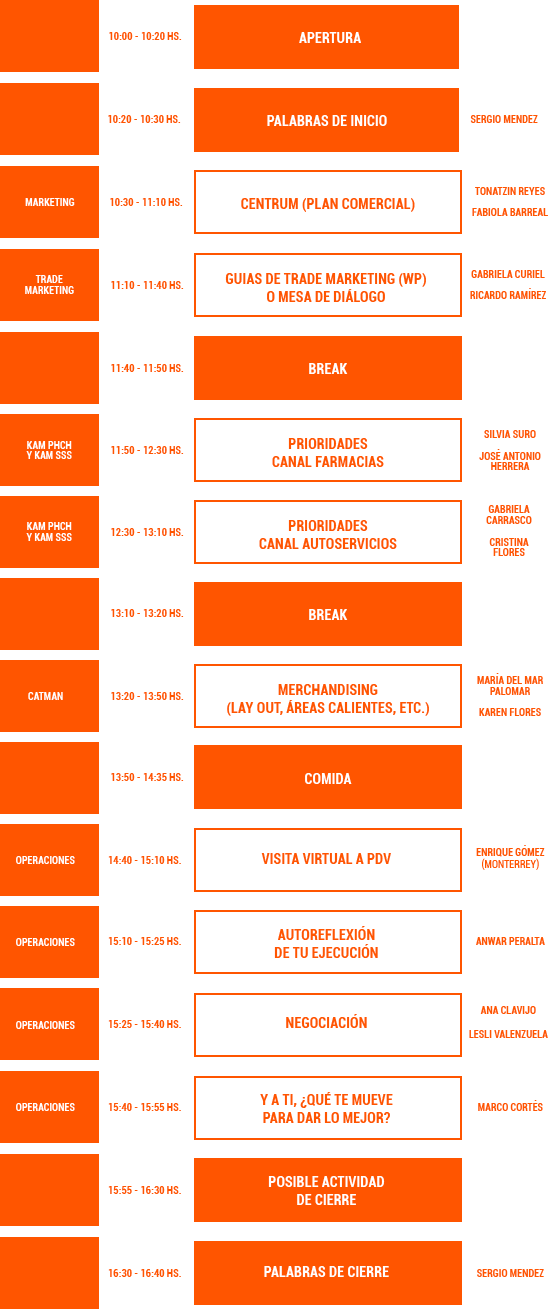 10:00 - 10:20 HS.
APERTURA
10:20 - 10:30 HS.
PALABRAS DE INICIO
SERGIO MENDEZ
MARKETING
10:30 - 11:10 HS.
CENTRUM (PLAN COMERCIAL)
TONATZIN REYES
FABIOLA BARREAL
TRADE
MARKETING
11:10 - 11:40 HS.
GUIAS DE TRADE MARKETING (WP)
O MESA DE DIÁLOGO
GABRIELA CURIEL
RICARDO RAMÍREZ
11:40 - 11:50 HS.
BREAK
KAM PHCH
Y KAM SSS
11:50 - 12:30 HS.
PRIORIDADES
CANAL FARMACIAS
SILVIA SURO
JOSÉ ANTONIO
HERRERA
KAM PHCH
Y KAM SSS
12:30 - 13:10 HS.
PRIORIDADES
CANAL AUTOSERVICIOS
GABRIELA
CARRASCO
CRISTINA
FLORES
13:10 - 13:20 HS.
BREAK
CATMAN
13:20 - 13:50 HS.
MERCHANDISING
(LAY OUT, ÁREAS CALIENTES, ETC.)
MARÍA DEL MAR
PALOMAR
KAREN FLORES
13:50 - 14:35 HS.
COMIDA
OPERACIONES
14:40 - 15:10 HS.
VISITA VIRTUAL A PDV
ENRIQUE GÓMEZ
(MONTERREY)
OPERACIONES
15:10 - 15:25 HS.
AUTOREFLEXIÓN
DE TU EJECUCIÓN
ANWAR PERALTA
OPERACIONES
15:25 - 15:40 HS.
NEGOCIACIÓN
ANA CLAVIJO
LESLI VALENZUELA
OPERACIONES
15:40 - 15:55 HS.
Y A TI, ¿QUÉ TE MUEVE
PARA DAR LO MEJOR?
MARCO CORTÉS
15:55 - 16:30 HS.
POSIBLE ACTIVIDAD
DE CIERRE
16:30 - 16:40 HS.
PALABRAS DE CIERRE
SERGIO MENDEZ